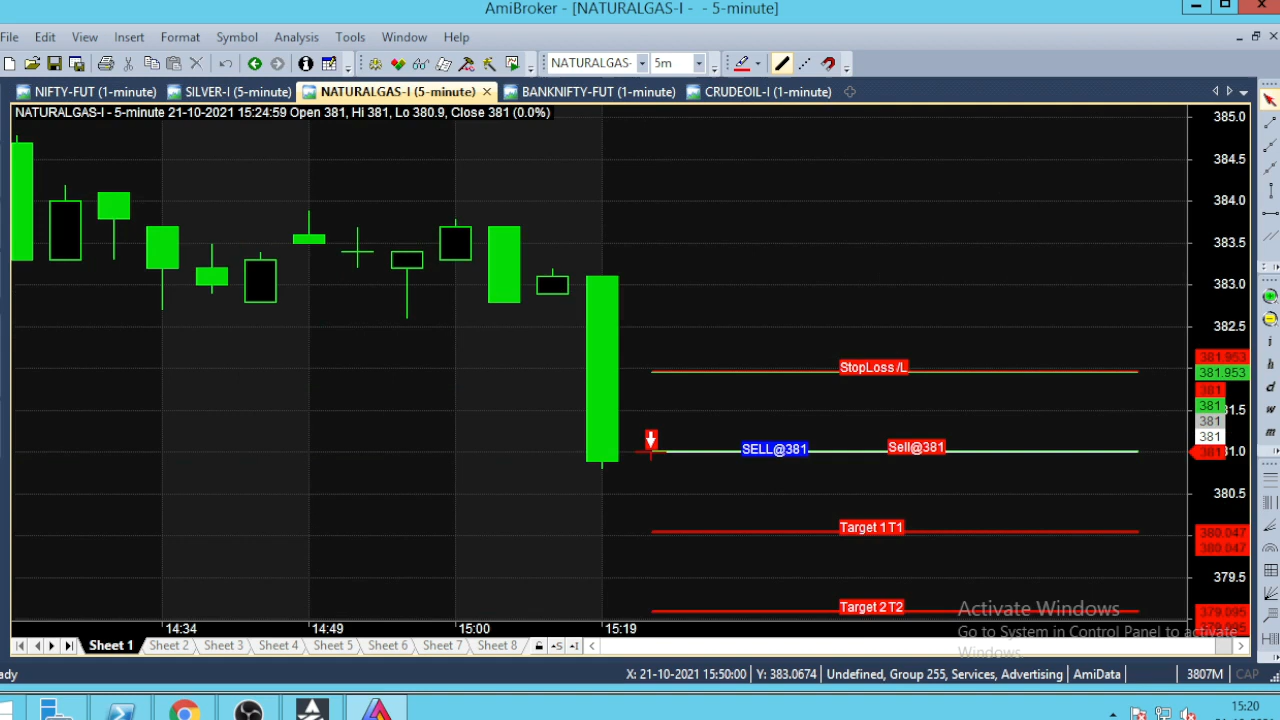 AmiBroker - [NATURALGAS-I - - 5-minute]
File Edit View Insert Format Symbol Analysis Tools Window Help
NATURALGAS- 5m
NIFTY-FUT (1-minute) SILVER-I (5-minute) NATURALGAS-I (5-minute) × BANKNIFTY-FUT (1-minute) CRUDEOIL-I (1-minute)
NATURALGAS-I - 5-minute 21-10-2021 15:24:59 Open 381, Hi 381, Lo 380.9, Close 381 (0.0%)
385.0
384.5
384.0
383.5
383.0
382.5
381.953
StopLoss /L 381.953
381
381 1.5
381
381
SELL@381 Sell@381 381 31.0
380.5
Target 1 T1 380.047
380.047
379.5
Target 2 T2 379.095
Activate Windows
Go to System in Control Panel to activate
Windows.
14:34 14:49 15:00 15:19
Sheet 1 Sheet 2 Sheet 3 Sheet 4 Sheet 5 Sheet 6 Sheet 7 Sheet 8
ady X: 21-10-2021 15:50:00 Y: 383.0674 Undefined, Group 255, Services, Advertising AmiData 3807M CAP
15:20